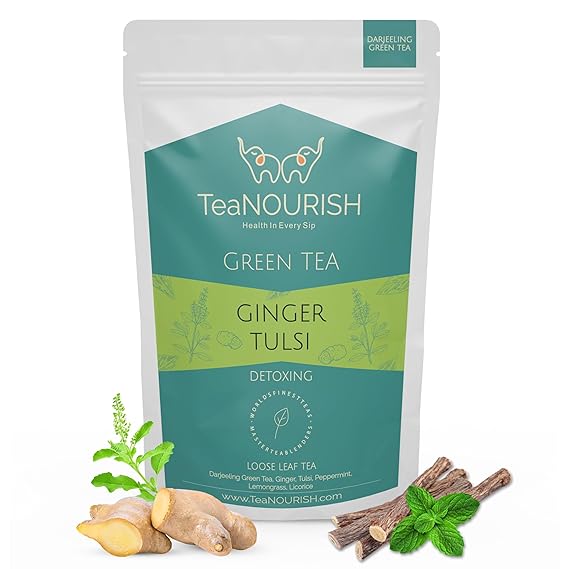 DARJEELING
GREEN TEA
TeaNOURISH
Health In Every Sip
GREEN TEA
GINGER
TULSI
DETOXING
• WORLDSFINESTTEAS •
MASTERTEABLENDERS
LOOSE LEAF TEA
Darjeeling Green Tea, Ginger, Tulsi, Peppermint,
Lemongrass, Licorice
www.TeaNOURISH.com